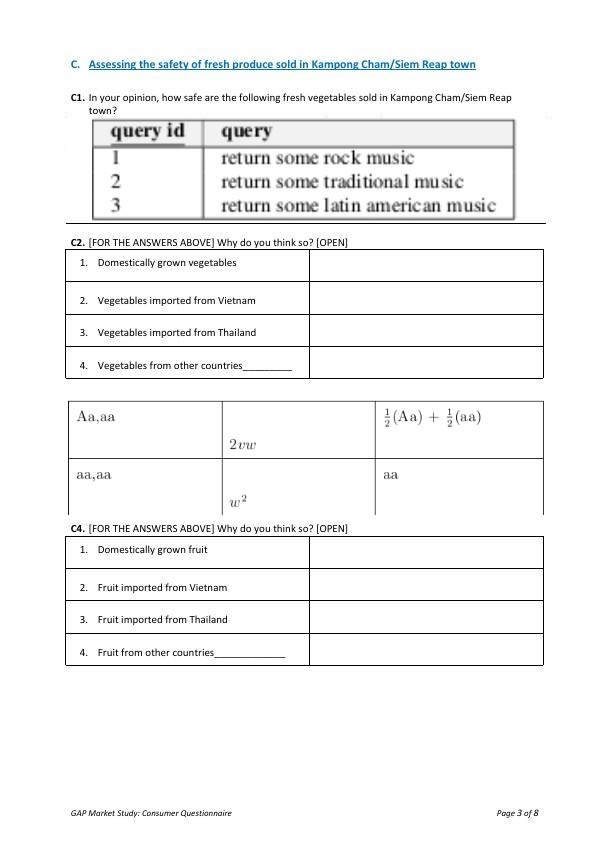 C. Assessing the safety of fresh produce sold in Kampong Cham/Siem Reap town
C1. In your opinion, how safe are the following fresh vegetables sold in Kampong Cham/Siem Reap
town?
query id query
1 return some rock music
2 return some traditional music
3 return some latin american music
C2. [FOR THE ANSWERS ABOVE] Why do you think so? [OPEN]
1. Domestically grown vegetables
2. Vegetables imported from Vietnam
3. Vegetables imported from Thailand
4. Vegetables from other countries_________
Aa,aa 2vw ½(Aa) + ½(aa)
aa,aa w² aa
C4. [FOR THE ANSWERS ABOVE] Why do you think so? [OPEN]
1. Domestically grown fruit
2. Fruit imported from Vietnam
3. Fruit imported from Thailand
4. Fruit from other countries_____________
GAP Market Study: Consumer Questionnaire Page 3 of 8